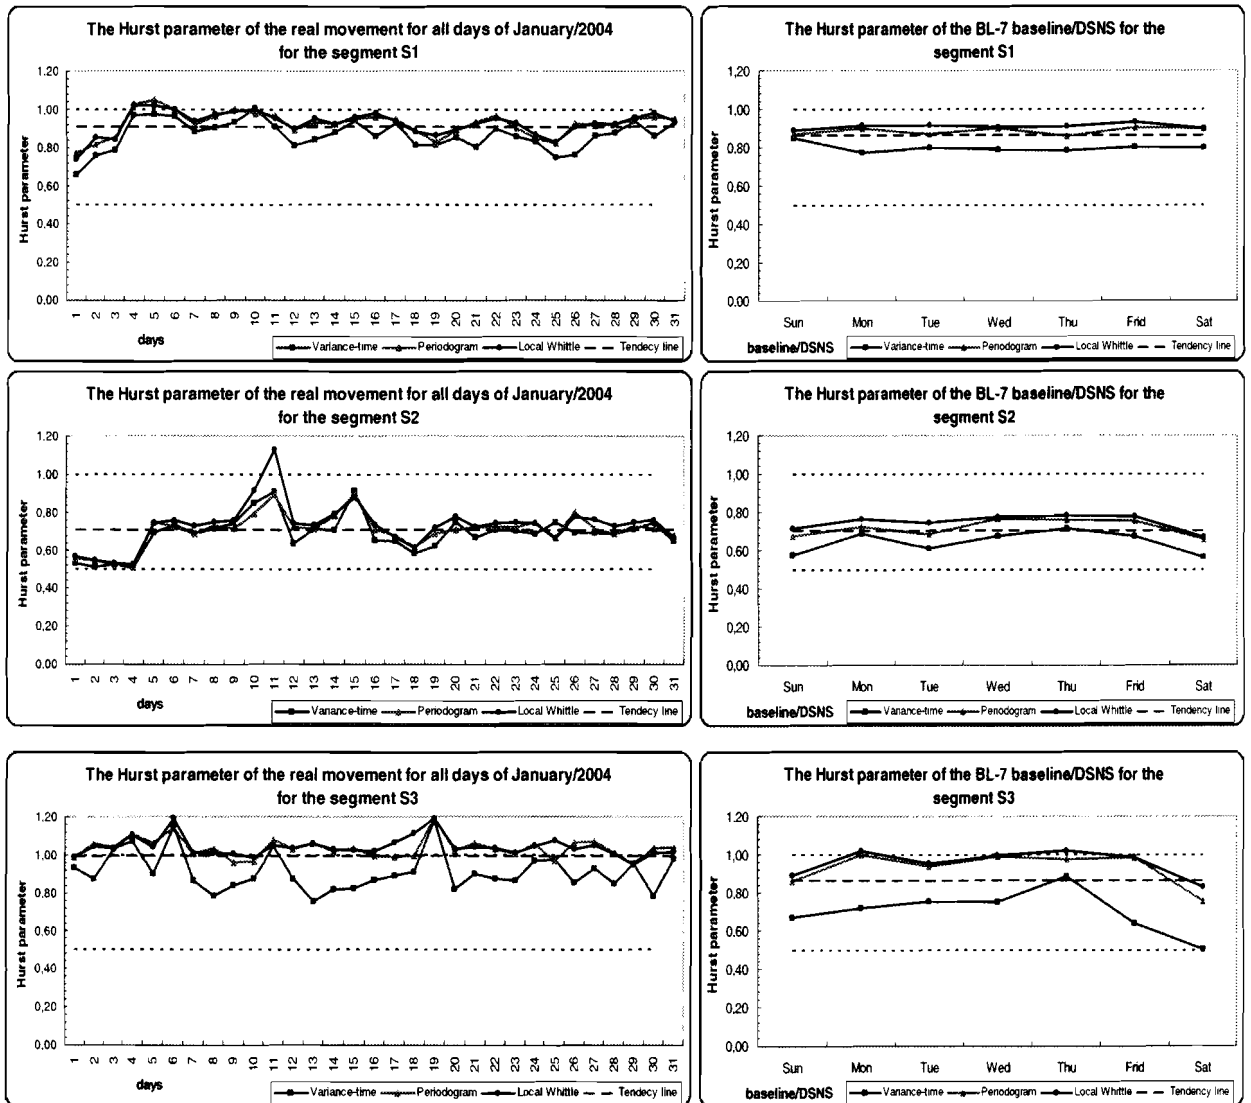 The Hurst parameter of the real movement for all days of January/2004
for the segment S1
Hurst parameter
1.20
1.00
0.80
0.60
0.40
0.20
0.00
1 2 3 4 5 6 7 8 9 10 11 12 13 14 15 16 17 18 19 20 21 22 23 24 25 26 27 28 29 30 31
days
Variance-time Periodogram Local Whittle Tendecy line
The Hurst parameter of the BL-7 baseline/DSNS for the
segment S1
Hurst parameter
1,20
1,00
0,80
0,60
0,40
0,20
0,00
Sun Mon Tue Wed Thu Frid Sat
baseline/DSNS
Variance-time Periodogram Local Whittle Tendecy line
The Hurst parameter of the real movement for all days of January/2004
for the segment S2
Hurst parameter
1.20
1.00
0.80
0.60
0.40
0.20
0.00
1 2 3 4 5 6 7 8 9 10 11 12 13 14 15 16 17 18 19 20 21 22 23 24 25 26 27 28 29 30 31
days
Variance-time Periodogram Local Whittle Tendecy line
The Hurst parameter of the BL-7 baseline/DSNS for the
segment S2
Hurst parameter
1,20
1,00
0,80
0,60
0,40
0,20
0,00
Sun Mon Tue Wed Thu Frid Sat
baseline/DSNS
Variance-time Periodogram Local Whittle Tendecy line
The Hurst parameter of the real movement for all days of January/2004
for the segment S3
Hurst parameter
1,20
1,00
0,80
0,60
0,40
0,20
0,00
1 2 3 4 5 6 7 8 9 10 11 12 13 14 15 16 17 18 19 20 21 22 23 24 25 26 27 28 29 30 31
days
Variance-time Periodogram Local Whittle Tendecy line
The Hurst parameter of the BL-7 baseline/DSNS for the
segment S3
Hurst parameter
1,20
1,00
0,80
0,60
0,40
0,20
0,00
Sun Mon Tue Wed Thu Frid Sat
baseline/DSNS
Variance-time Periodogram Local Whittle Tendecy line